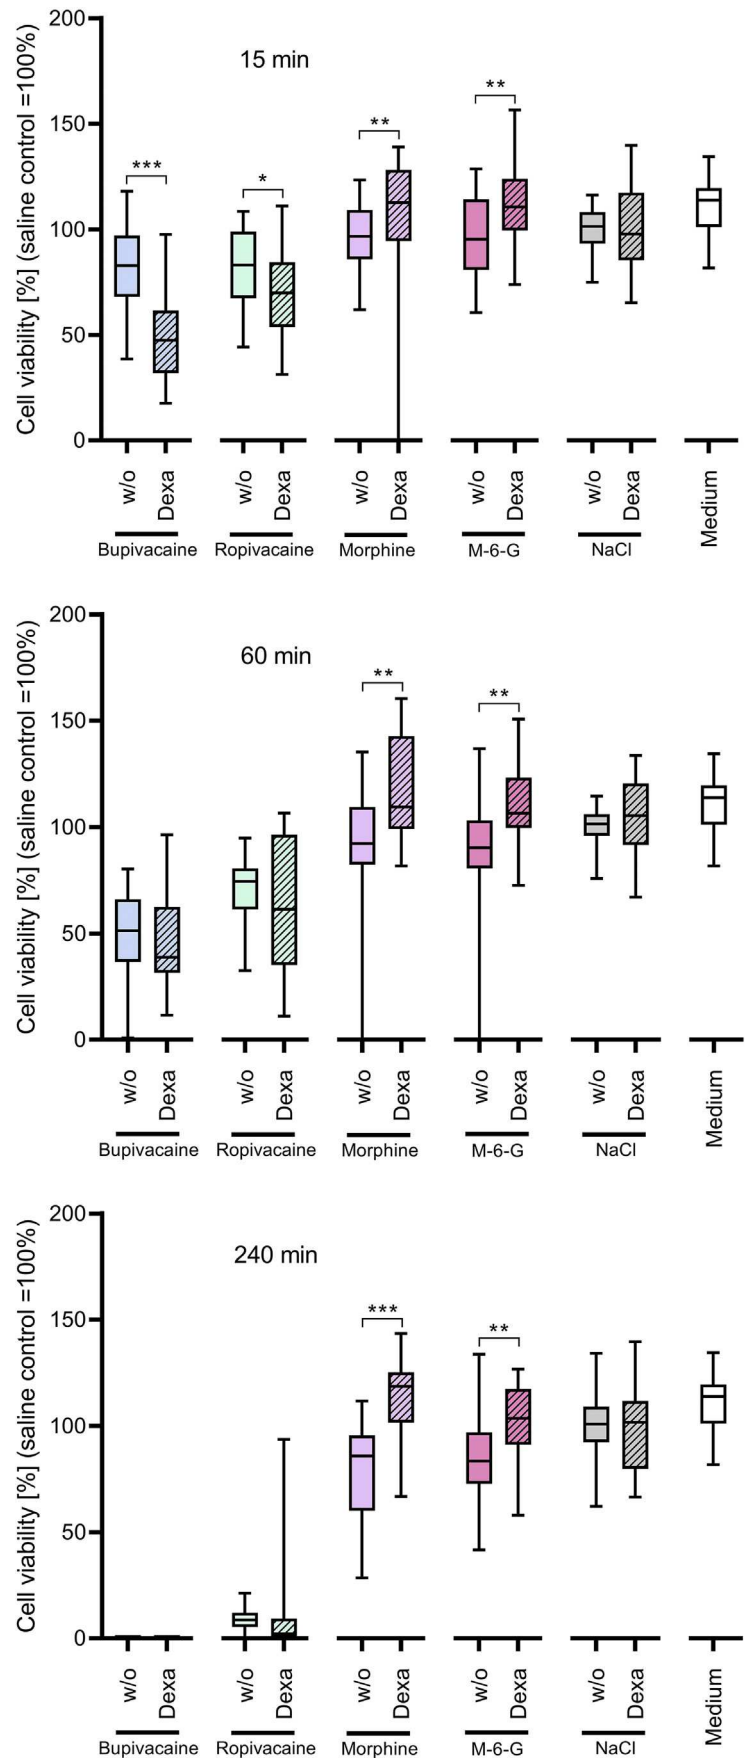 Cell viability [%] (saline control =100%)
200
150
100
50
0
15 min
***
*
**
**
w/o Dexa w/o Dexa w/o Dexa w/o Dexa w/o Dexa Medium
Bupivacaine Ropivacaine Morphine M-6-G NaCl
Cell viability [%] (saline control =100%)
200
150
100
50
0
60 min
**
**
w/o Dexa w/o Dexa w/o Dexa w/o Dexa w/o Dexa Medium
Bupivacaine Ropivacaine Morphine M-6-G NaCl
Cell viability [%] (saline control =100%)
200
150
100
50
0
240 min
***
**
w/o Dexa w/o Dexa w/o Dexa w/o Dexa w/o Dexa Medium
Bupivacaine Ropivacaine Morphine M-6-G NaCl